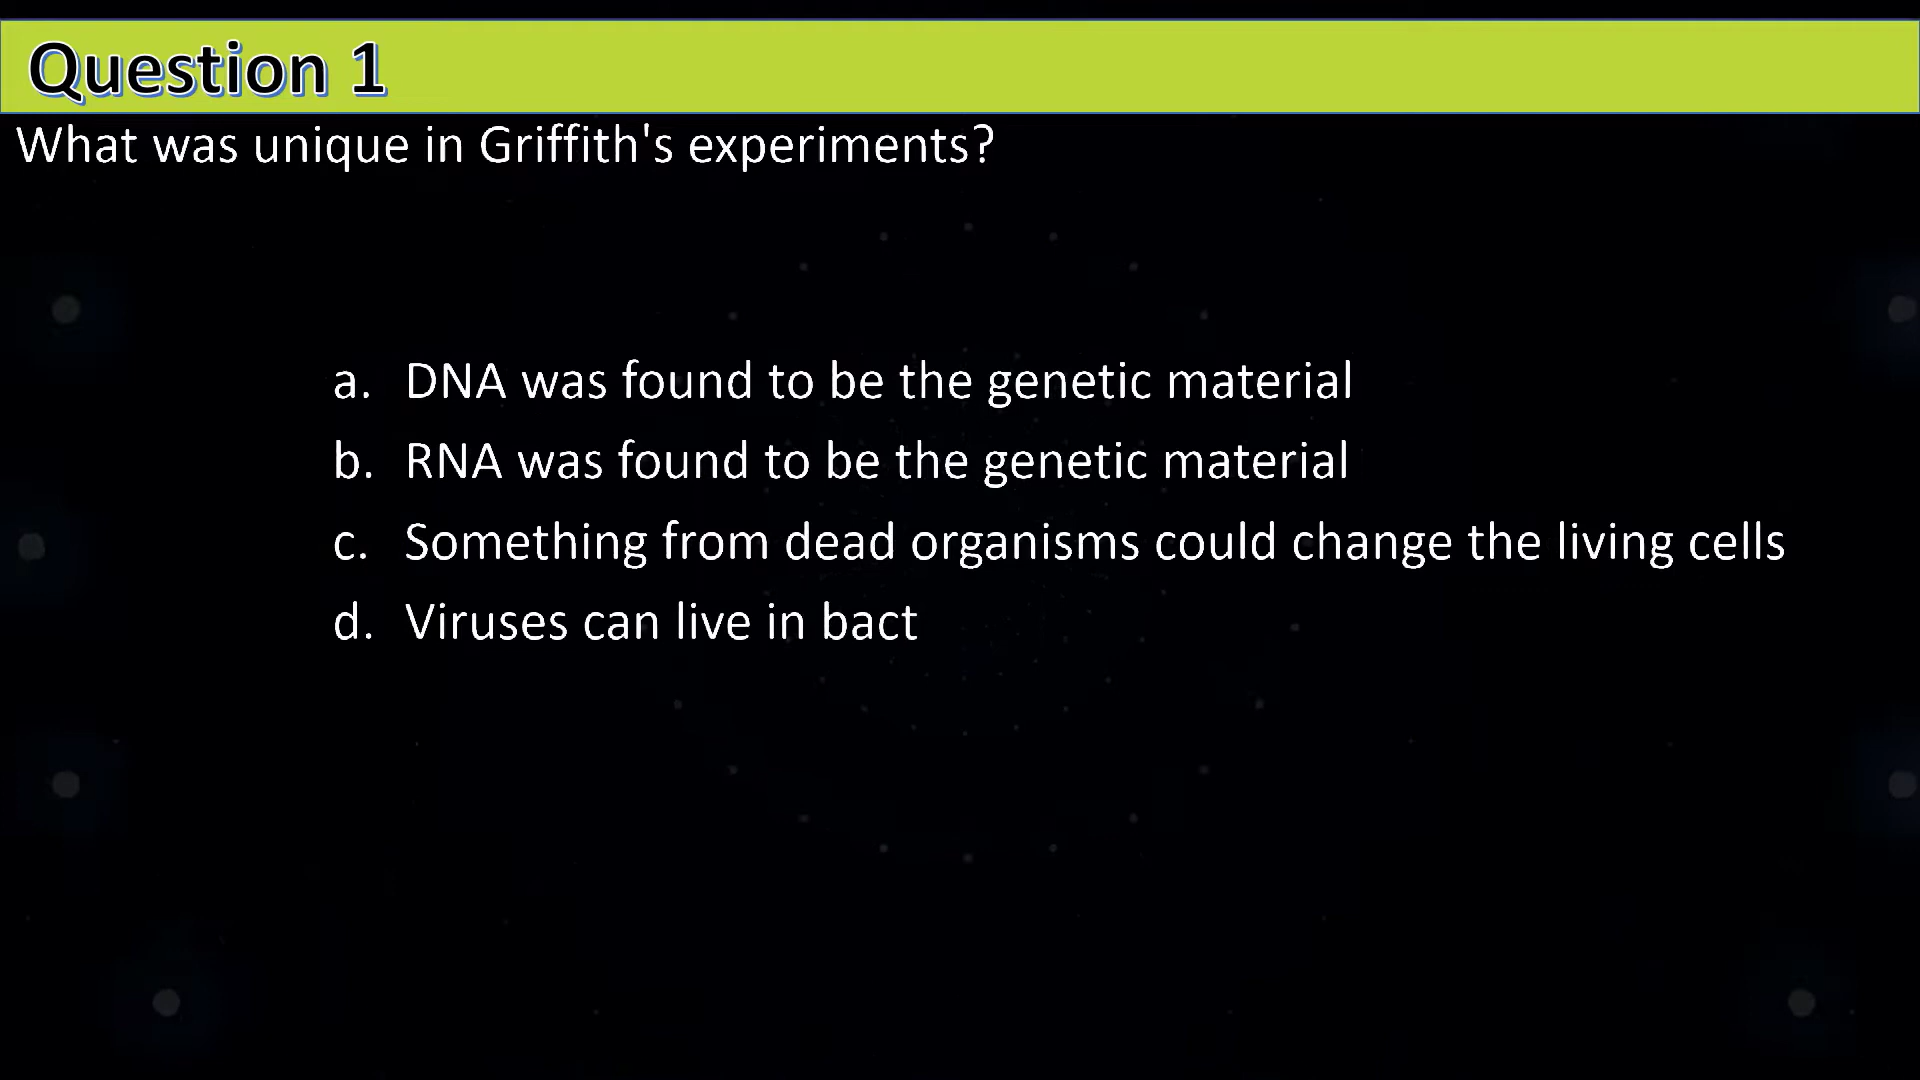 Question 1
What was unique in Griffith's experiments?
a. DNA was found to be the genetic material
b. RNA was found to be the genetic material
c. Something from dead organisms could change the living cells
d. Viruses can live in bact